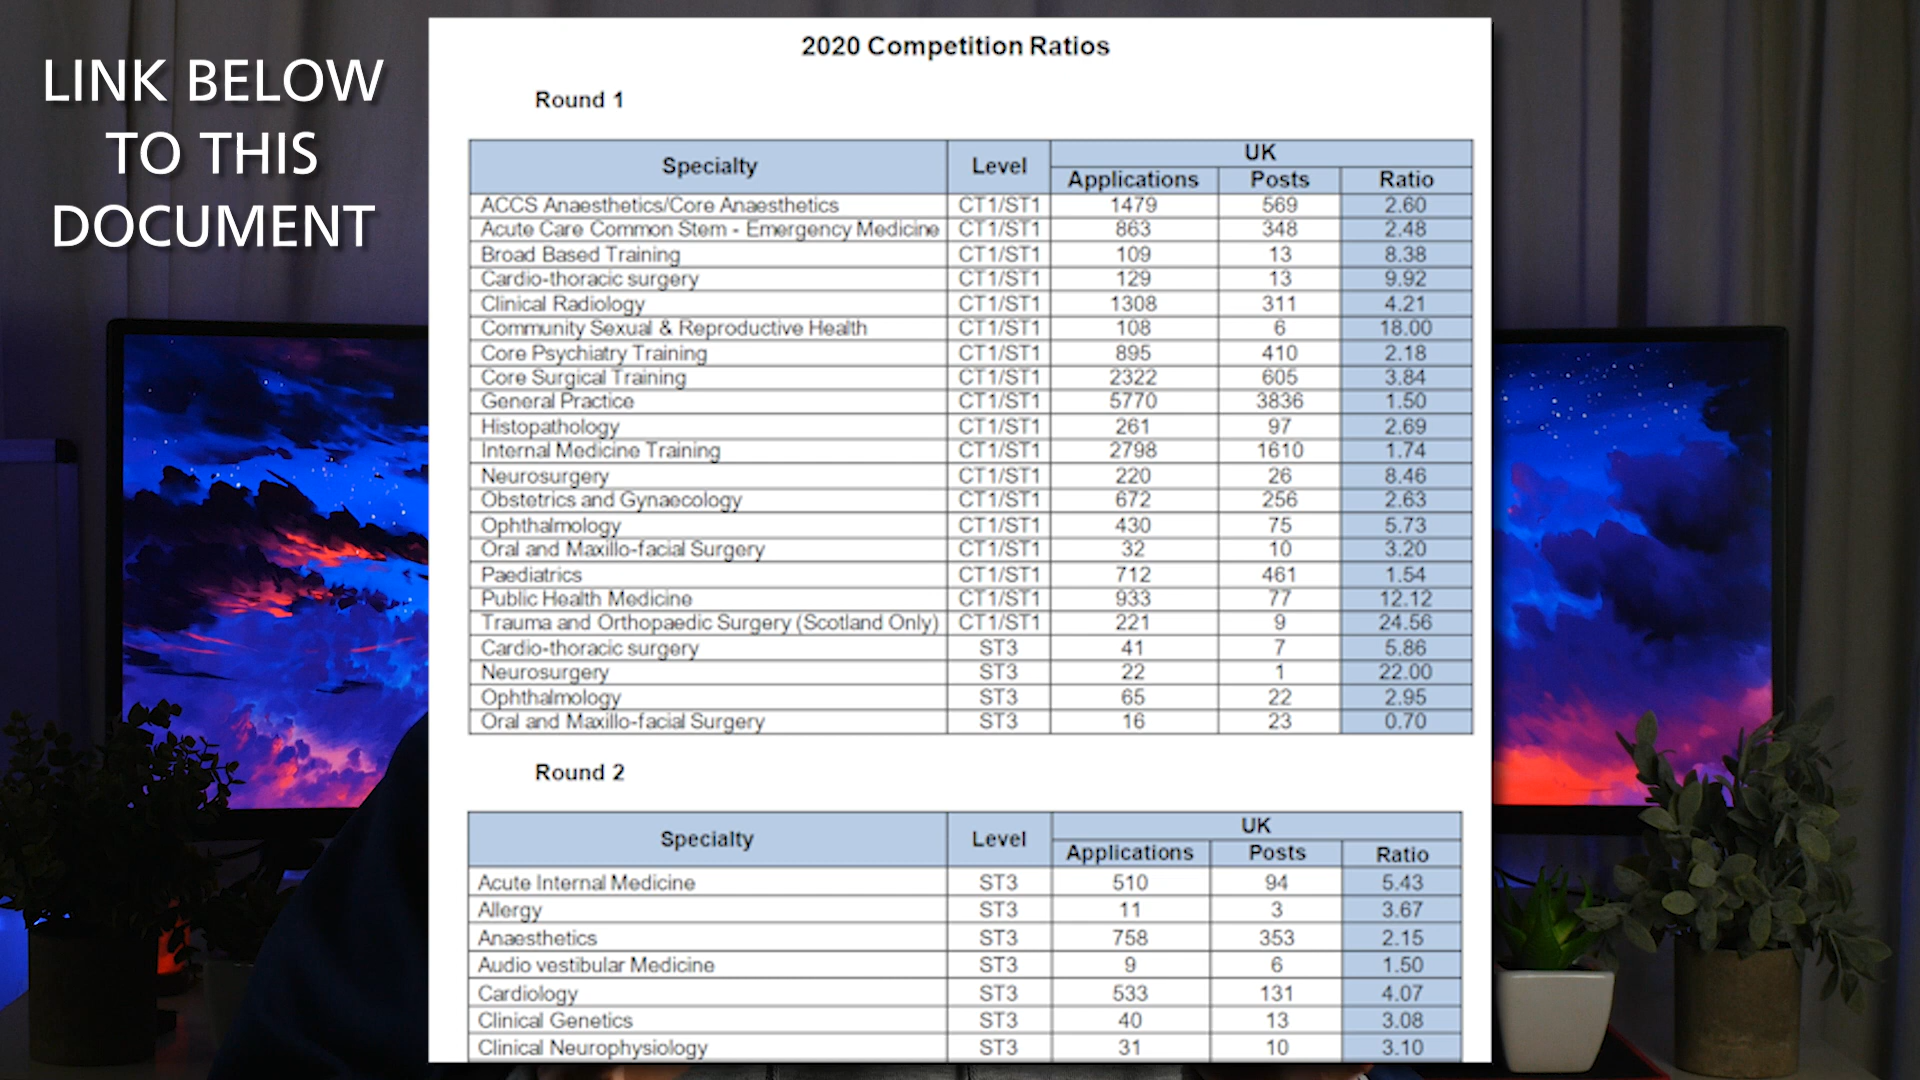 LINK BELOW
TO THIS
DOCUMENT
2020 Competition Ratios
Round 1
Specialty Level UK
Applications Posts Ratio
ACCS Anaesthetics/Core Anaesthetics CT1/ST1 1479 569 2.60
Acute Care Common Stem - Emergency Medicine CT1/ST1 863 348 2.48
Broad Based Training CT1/ST1 109 13 8.38
Cardio-thoracic surgery CT1/ST1 129 13 9.92
Clinical Radiology CT1/ST1 1308 311 4.21
Community Sexual & Reproductive Health CT1/ST1 108 6 18.00
Core Psychiatry Training CT1/ST1 895 410 2.18
Core Surgical Training CT1/ST1 2322 605 3.84
General Practice CT1/ST1 5770 3836 1.50
Histopathology CT1/ST1 261 97 2.69
Internal Medicine Training CT1/ST1 2798 1610 1.74
Neurosurgery CT1/ST1 220 26 8.46
Obstetrics and Gynaecology CT1/ST1 672 256 2.63
Ophthalmology CT1/ST1 430 75 5.73
Oral and Maxillo-facial Surgery CT1/ST1 32 10 3.20
Paediatrics CT1/ST1 712 461 1.54
Public Health Medicine CT1/ST1 933 77 12.12
Trauma and Orthopaedic Surgery (Scotland Only) CT1/ST1 221 9 24.56
Cardio-thoracic surgery ST3 41 7 5.86
Neurosurgery ST3 22 1 22.00
Ophthalmology ST3 65 22 2.95
Oral and Maxillo-facial Surgery ST3 16 23 0.70
Round 2
Specialty Level UK
Applications Posts Ratio
Acute Internal Medicine ST3 510 94 5.43
Allergy ST3 11 3 3.67
Anaesthetics ST3 758 353 2.15
Audio vestibular Medicine ST3 9 6 1.50
Cardiology ST3 533 131 4.07
Clinical Genetics ST3 40 13 3.08
Clinical Neurophysiology ST3 31 10 3.10